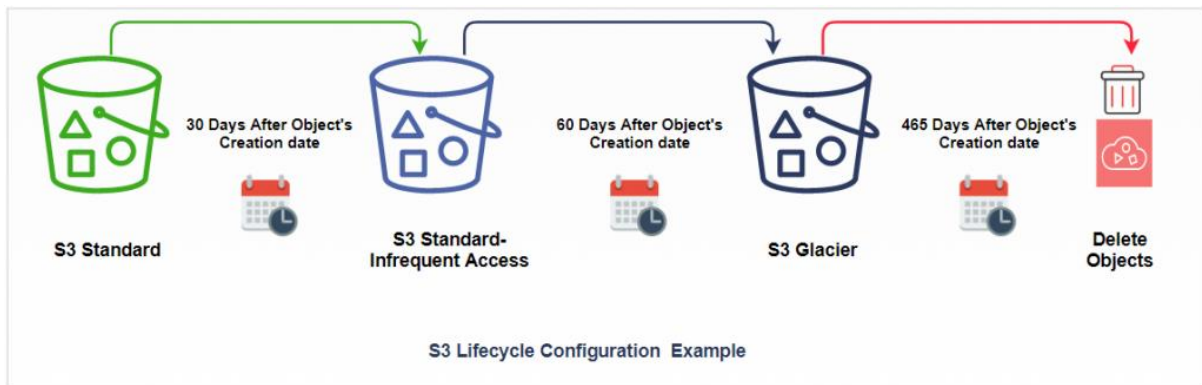 30 Days After Object's
Creation date
60 Days After Object's
Creation date
465 Days After Object's
Creation date
S3 Standard
S3 Standard-
Infrequent Access
S3 Glacier
Delete
Objects
S3 Lifecycle Configuration Example